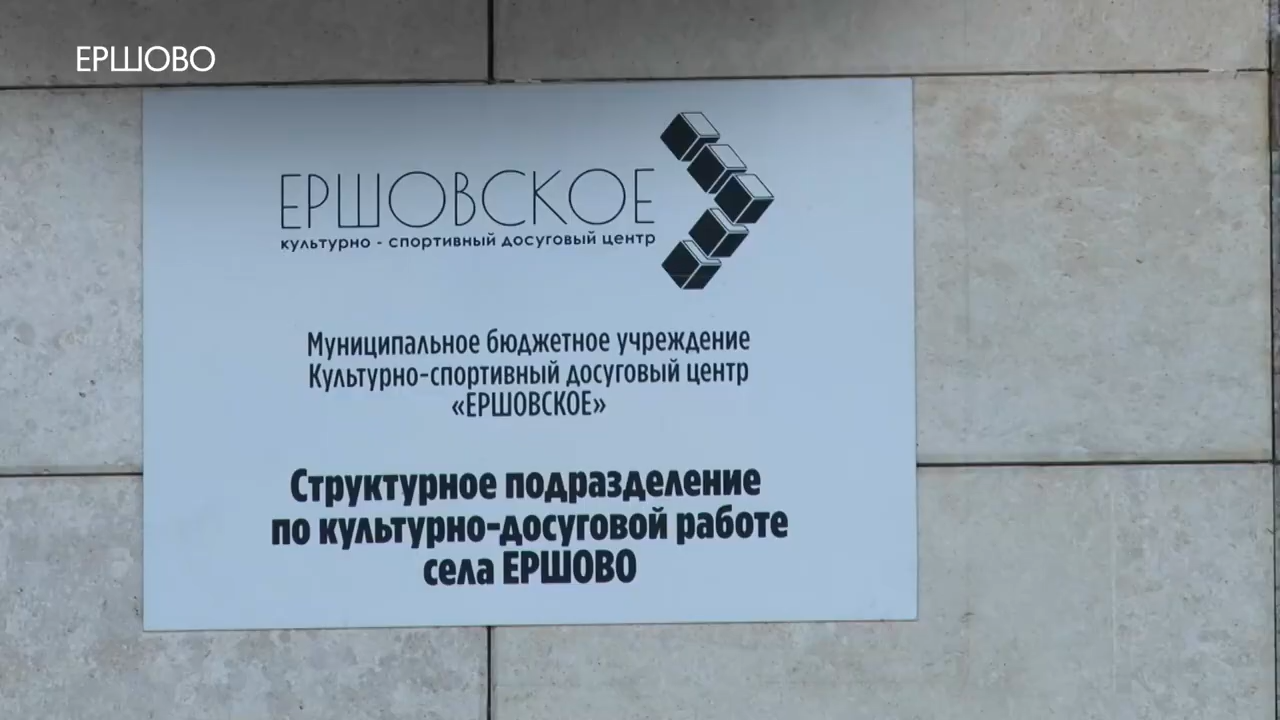 ЕРШОВО
ЕРШОВСКОЕ
культурно - спортивный досуговый центр
Муниципальное бюджетное учреждение
Культурно-спортивный досуговый центр
«ЕРШОВСКОЕ»
Структурное подразделение
по культурно-досуговой работе
села ЕРШОВО